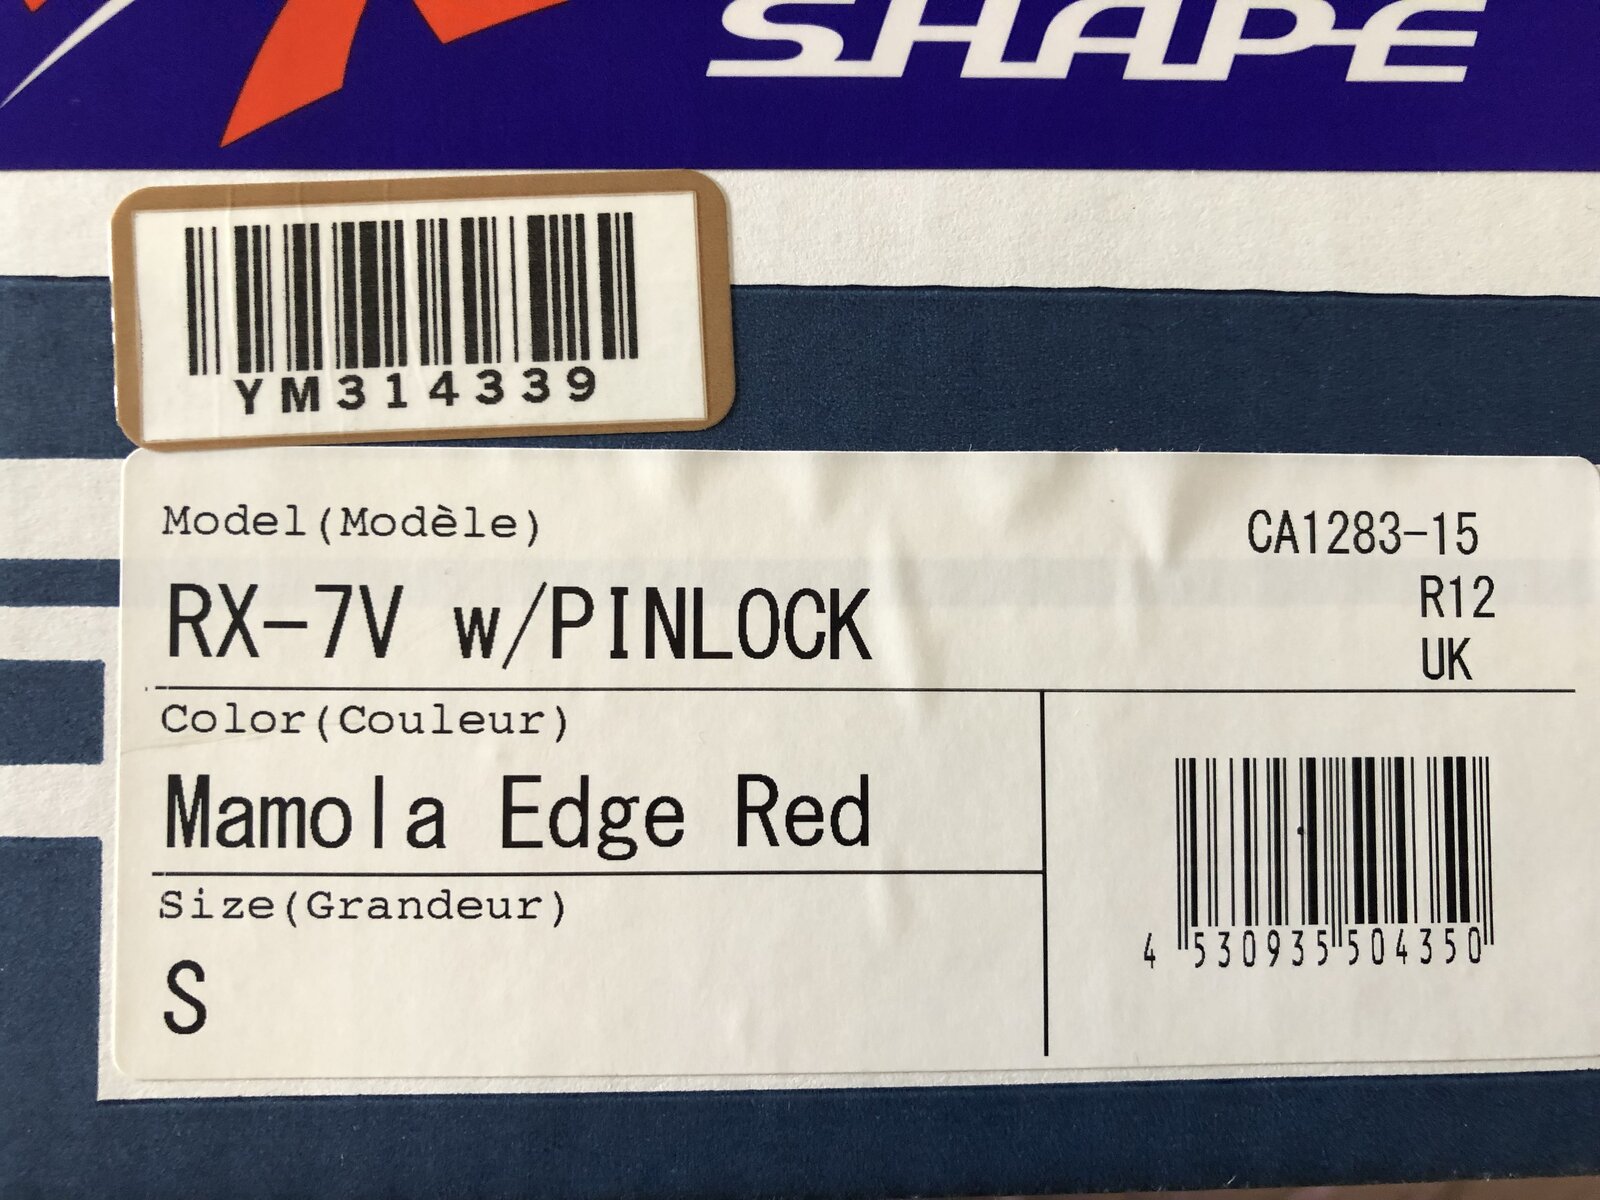 SHAPE
YM314339
Model(Modèle)
CA1283-15
RX-7V w/PINLOCK
R12
UK
Color(Couleur)
Mamola Edge Red
Size(Grandeur)
S
4 530935 504350